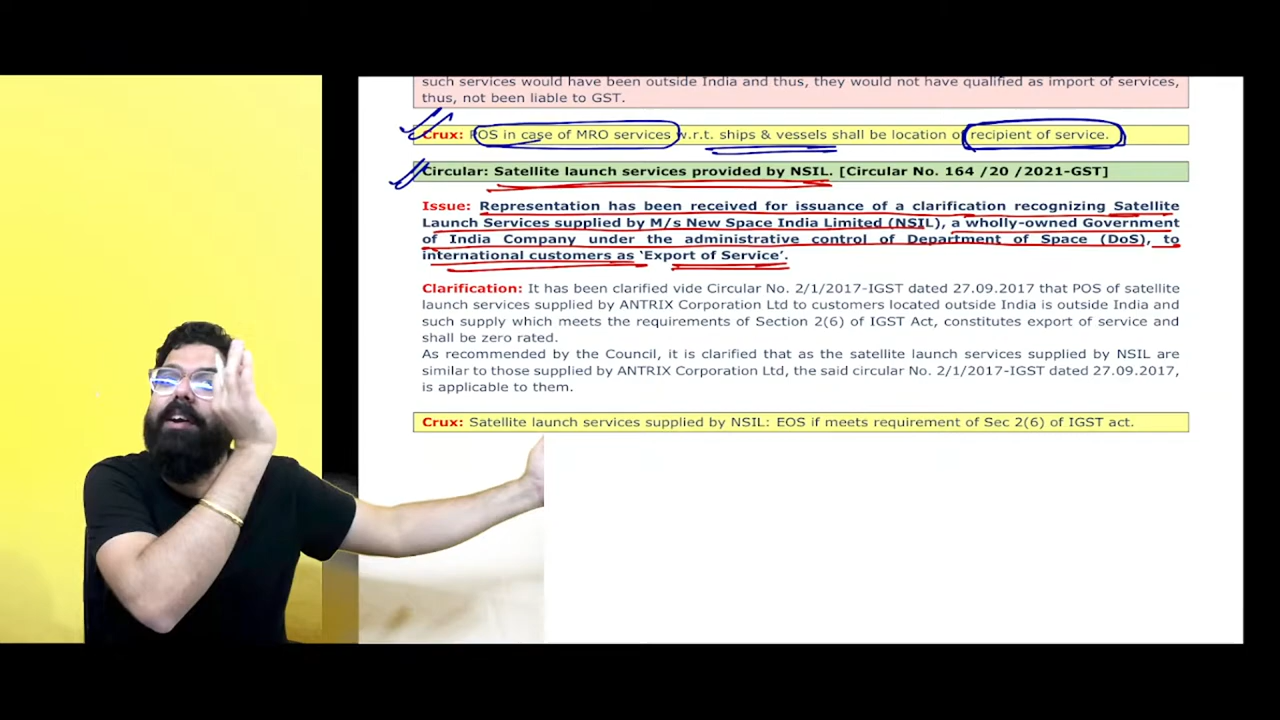 such services would have been outside India and thus, they would not have qualified as import of services,
thus, not been liable to GST.
Crux: POS in case of MRO services w.r.t. ships & vessels shall be location of recipient of service.
Circular: Satellite launch services provided by NSIL. [Circular No. 164 /20 /2021-GST]
Issue: Representation has been received for issuance of a clarification recognizing Satellite
Launch Services supplied by M/s New Space India Limited (NSIL), a wholly-owned Government
of India Company under the administrative control of Department of Space (DoS), to
international customers as ‘Export of Service’.
Clarification: It has been clarified vide Circular No. 2/1/2017-IGST dated 27.09.2017 that POS of satellite
launch services supplied by ANTRIX Corporation Ltd to customers located outside India is outside India and
such supply which meets the requirements of Section 2(6) of IGST Act, constitutes export of service and
shall be zero rated.
As recommended by the Council, it is clarified that as the satellite launch services supplied by NSIL are
similar to those supplied by ANTRIX Corporation Ltd, the said circular No. 2/1/2017-IGST dated 27.09.2017,
is applicable to them.
Crux: Satellite launch services supplied by NSIL: EOS if meets requirement of Sec 2(6) of IGST act.